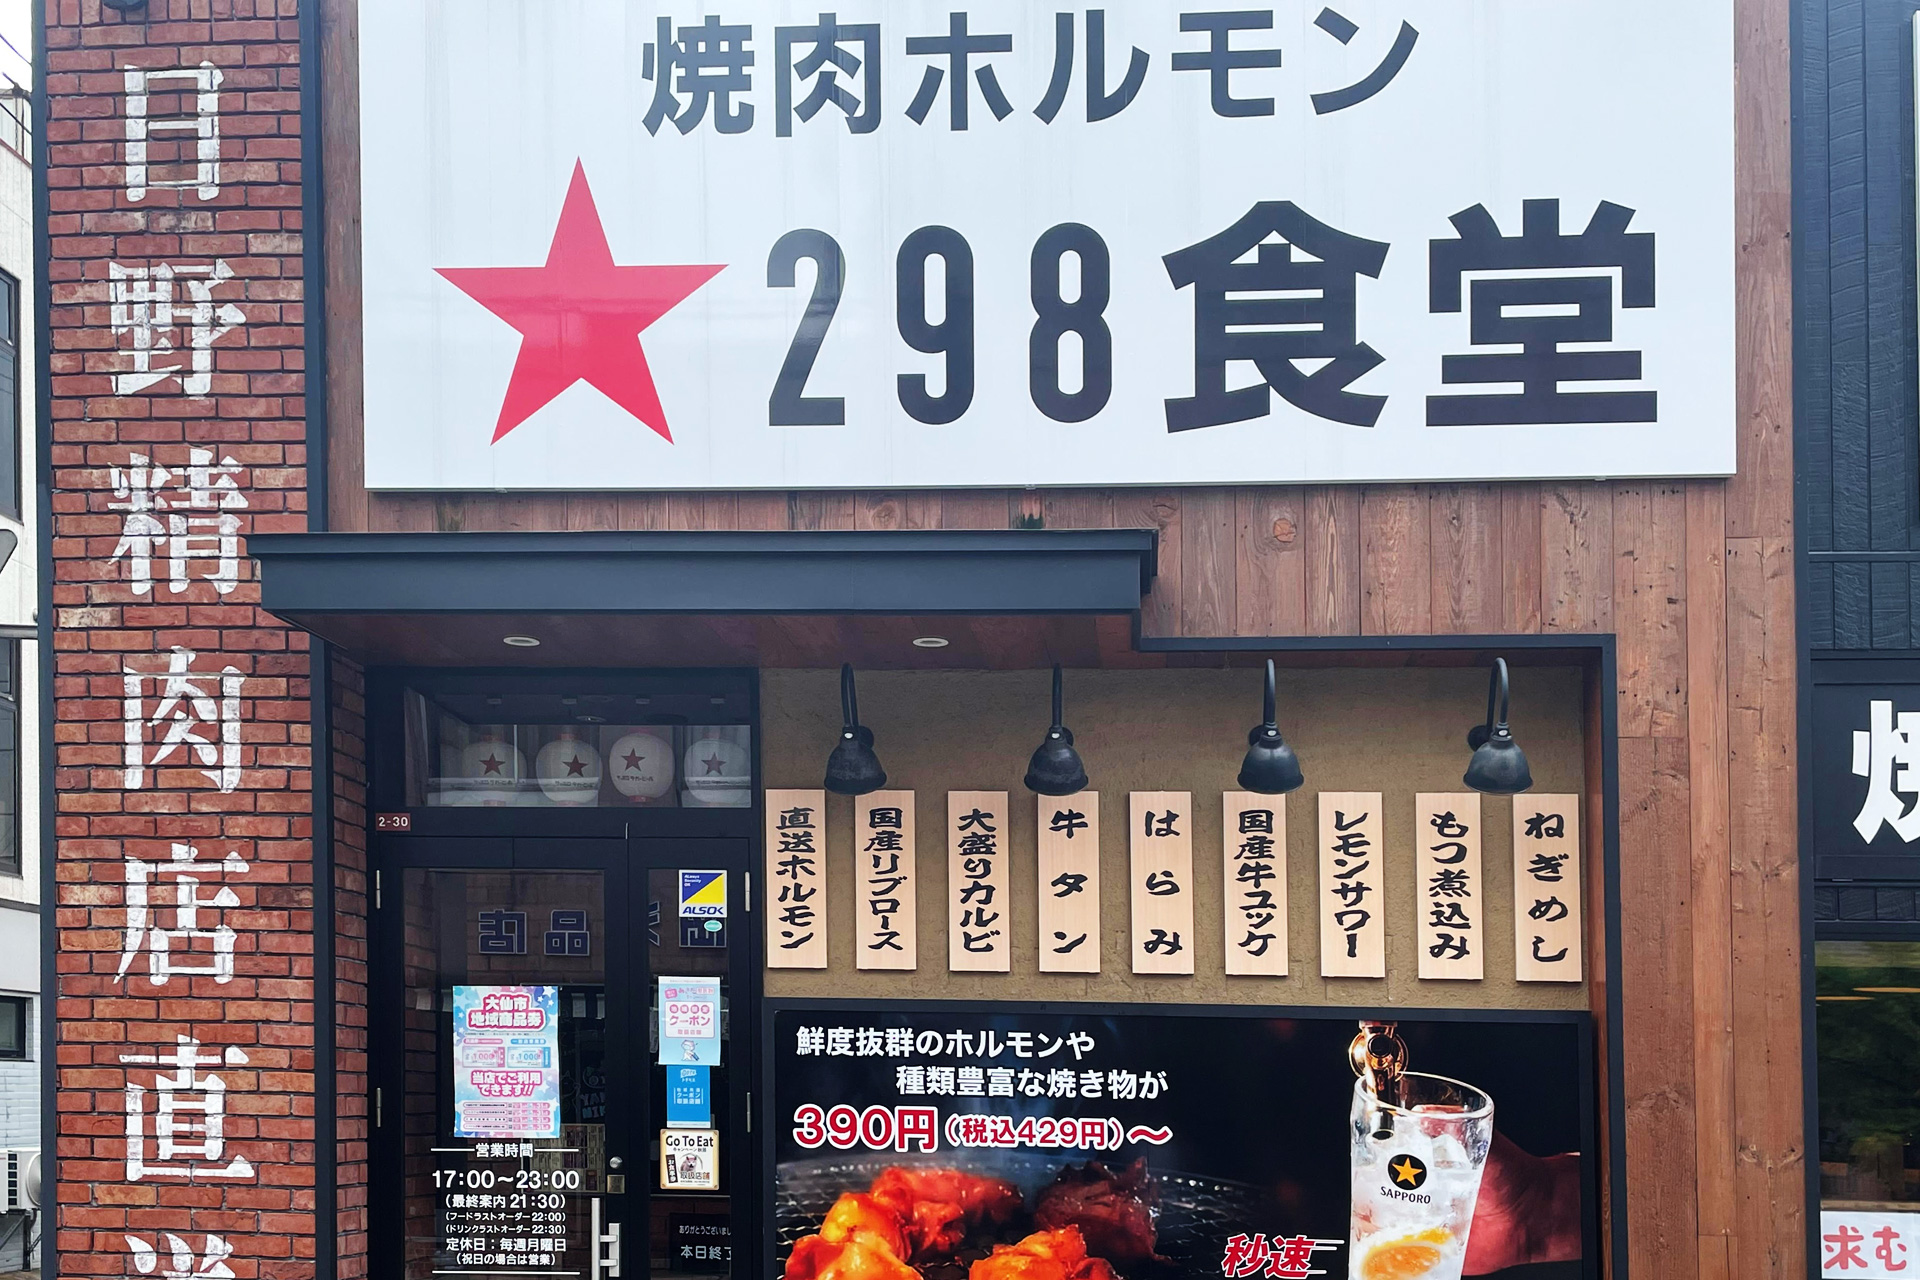 焼肉ホルモン
★298食堂
日野精肉店直送
2-30
ALSOK
直送ホルモン
国産リブロース
大盛りカルビ
牛タン
はらみ
国産牛ユッケ
レモンサワー
もつ煮込み
ねぎめし
大仙市
地域商品券
当店でご利用
できます!!
クーポン
Go To Eat
営業時間
17:00～23:00
(最終案内 21:30)
(フードラストオーダー 22:00)
(ドリンクラストオーダー 22:30)
定休日：毎週月曜日
(祝日の場合は営業)
本日終了
鮮度抜群のホルモンや
種類豊富な焼き物が
390円(税込429円)～
SAPPORO
秒速
求む